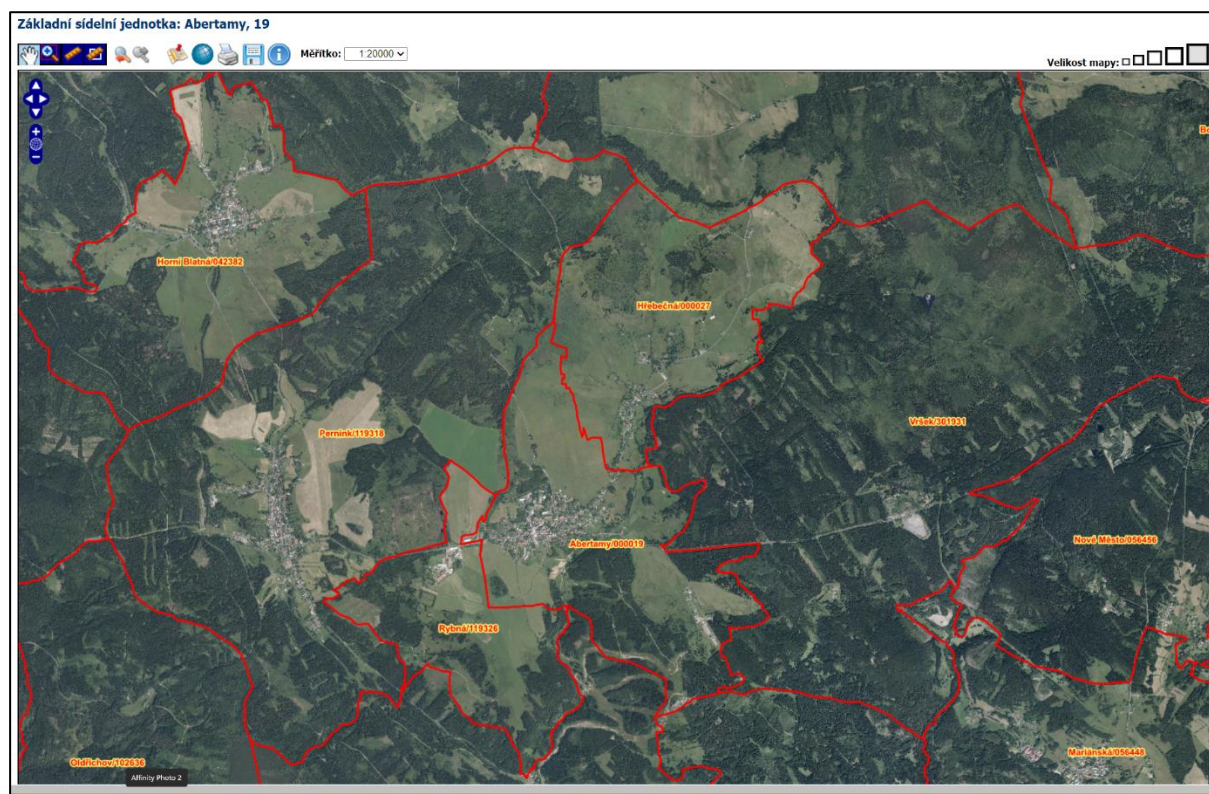 Základní sídelní jednotka: Abertamy, 19
Měřítko: 1:20000
Velikost mapy:
Horní Blatná/042382
Hřebečná/000027
Vršek/301931
Pernink/119318
Abertamy/000019
Nové Město/056456
Rybná/119326
Mariánská/056448
Oldřichov/102636
Affinity Photo 2